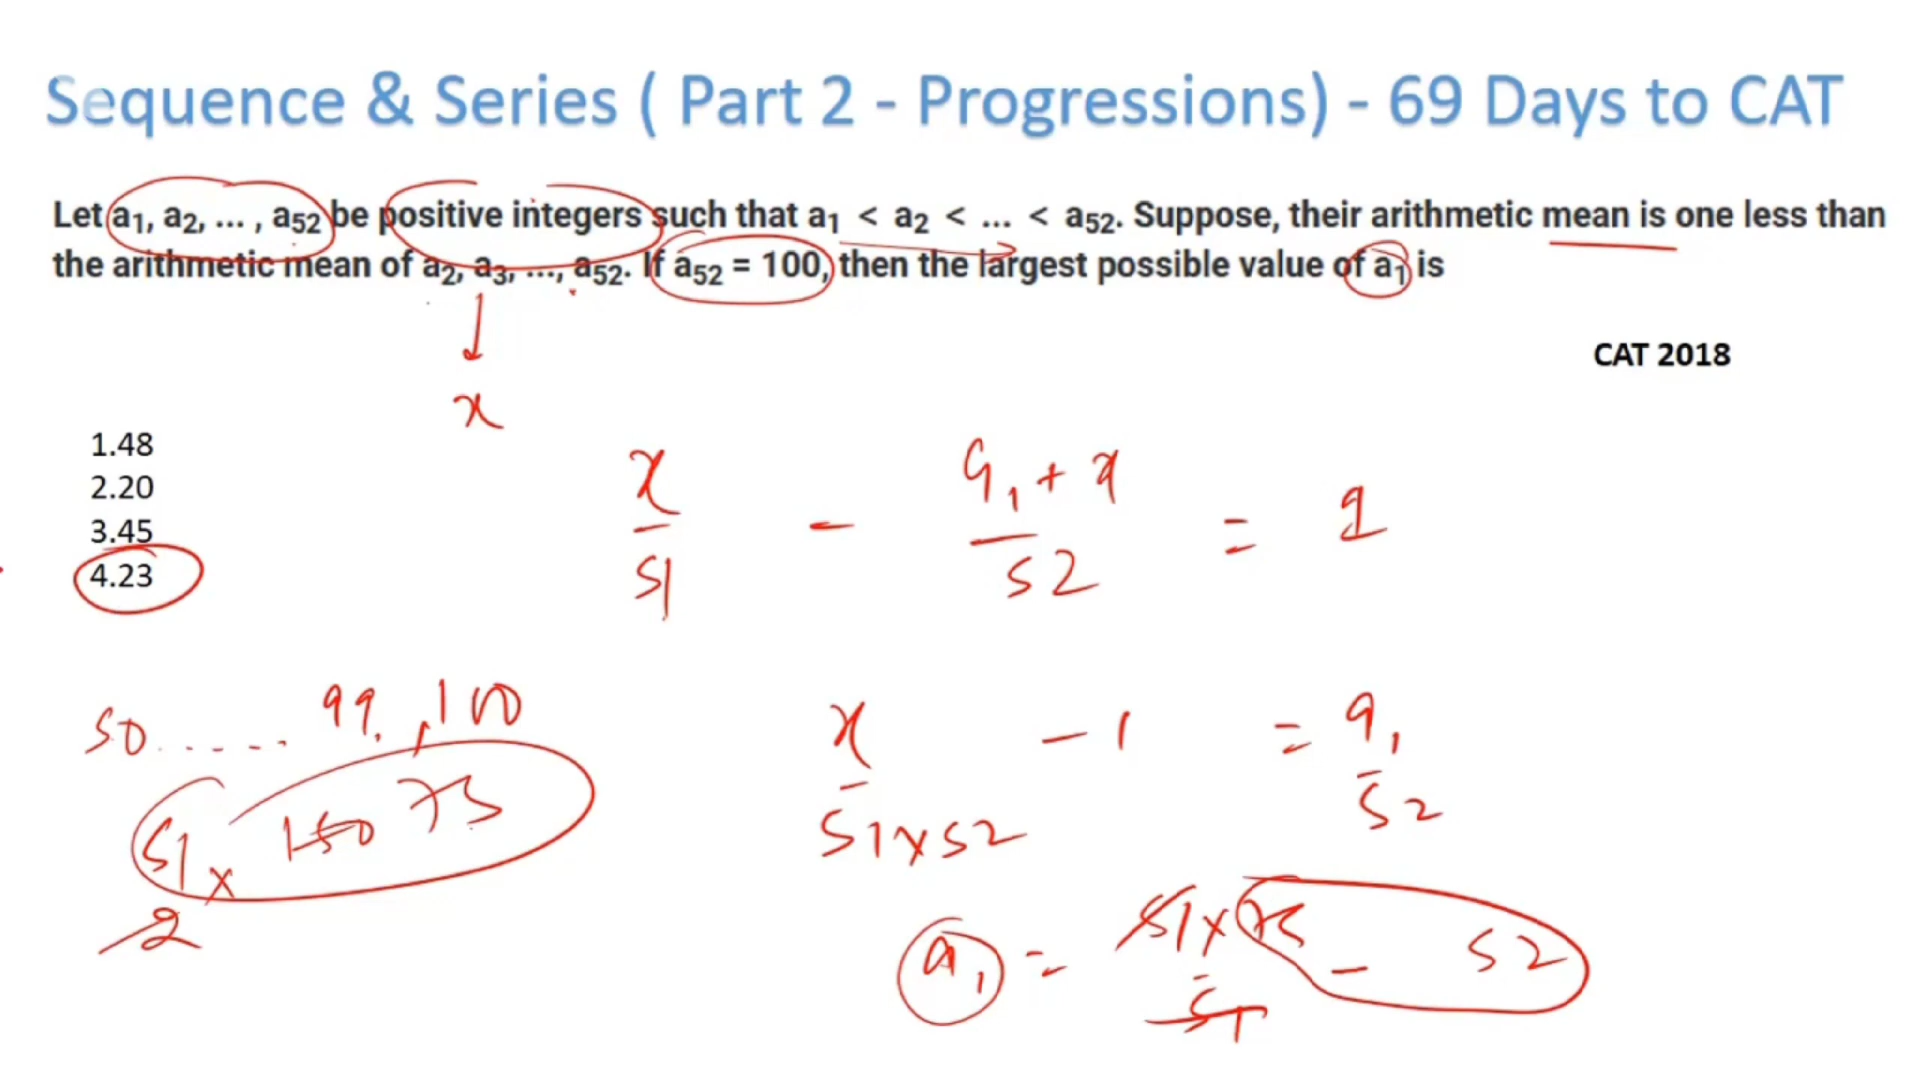 Sequence & Series ( Part 2 - Progressions) - 69 Days to CAT
Let a₁, a₂, ... , a₅₂ be positive integers such that a₁ < a₂ < ... < a₅₂. Suppose, their arithmetic mean is one less than
the arithmetic mean of a₂, a₃, ..., a₅₂. If a₅₂ = 100, then the largest possible value of a₁ is
CAT 2018
x
1.48
2.20
3.45
4.23
x/51 - (a₁ + x)/52 = 1
50 ..... 99, 100
51/2 x 150 75
x/(51x52) - 1 = a₁/52
a₁ = 51x75/51 - 52